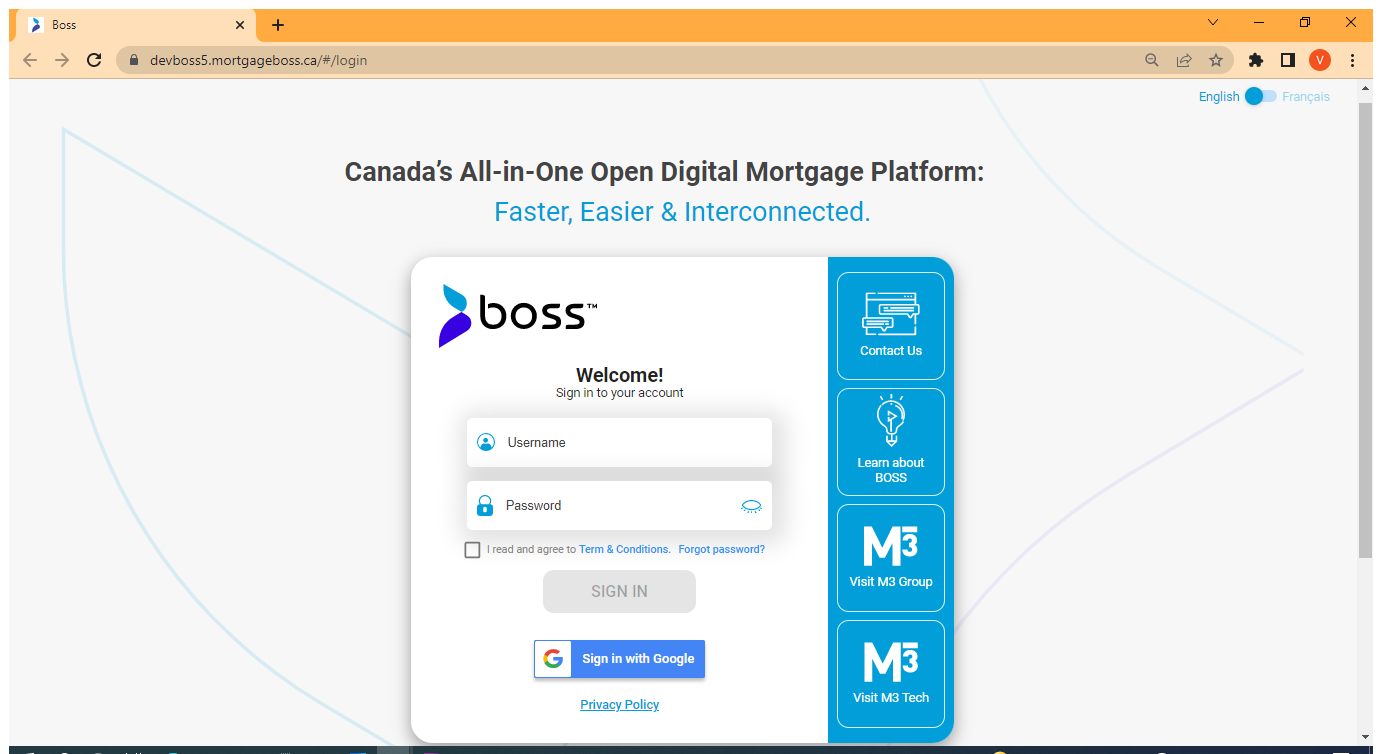 Boss
devboss5.mortgageboss.ca/#/login
V
English Français
Canada’s All-in-One Open Digital Mortgage Platform:
Faster, Easier & Interconnected.
boss™
Welcome!
Sign in to your account
Username
Password
I read and agree to Term & Conditions. Forgot password?
SIGN IN
G Sign in with Google
Privacy Policy
Contact Us
Learn about
BOSS
M3
Visit M3 Group
M3
Visit M3 Tech